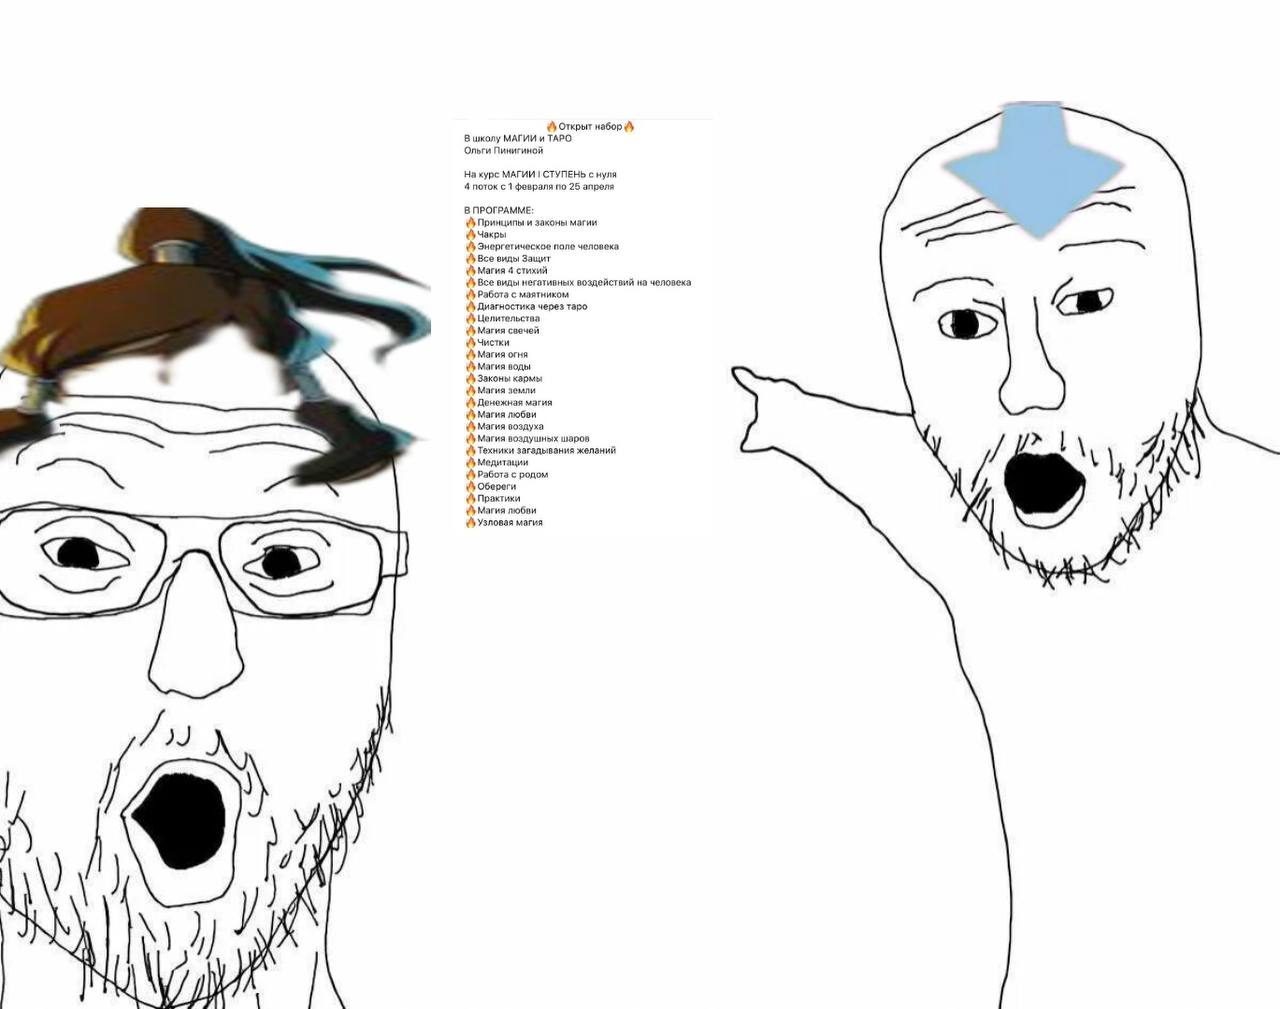 🔥Открыт набор🔥
В школу МАГИИ и ТАРО
Ольги Пинигиной
На курс МАГИИ I СТУПЕНЬ с нуля
4 поток с 1 февраля по 25 апреля
В ПРОГРАММЕ:
🔥Принципы и законы магии
🔥Чакры
🔥Энергетическое поле человека
🔥Все виды Защит
🔥Магия 4 стихий
🔥Все виды негативных воздействий на человека
🔥Работа с маятником
🔥Диагностика через таро
🔥Целительства
🔥Магия свечей
🔥Чистки
🔥Магия огня
🔥Магия воды
🔥Законы кармы
🔥Магия земли
🔥Денежная магия
🔥Магия любви
🔥Магия воздуха
🔥Магия воздушных шаров
🔥Техники загадывания желаний
🔥Медитации
🔥Работа с родом
🔥Обереги
🔥Практики
🔥Магия любви
🔥Узловая магия